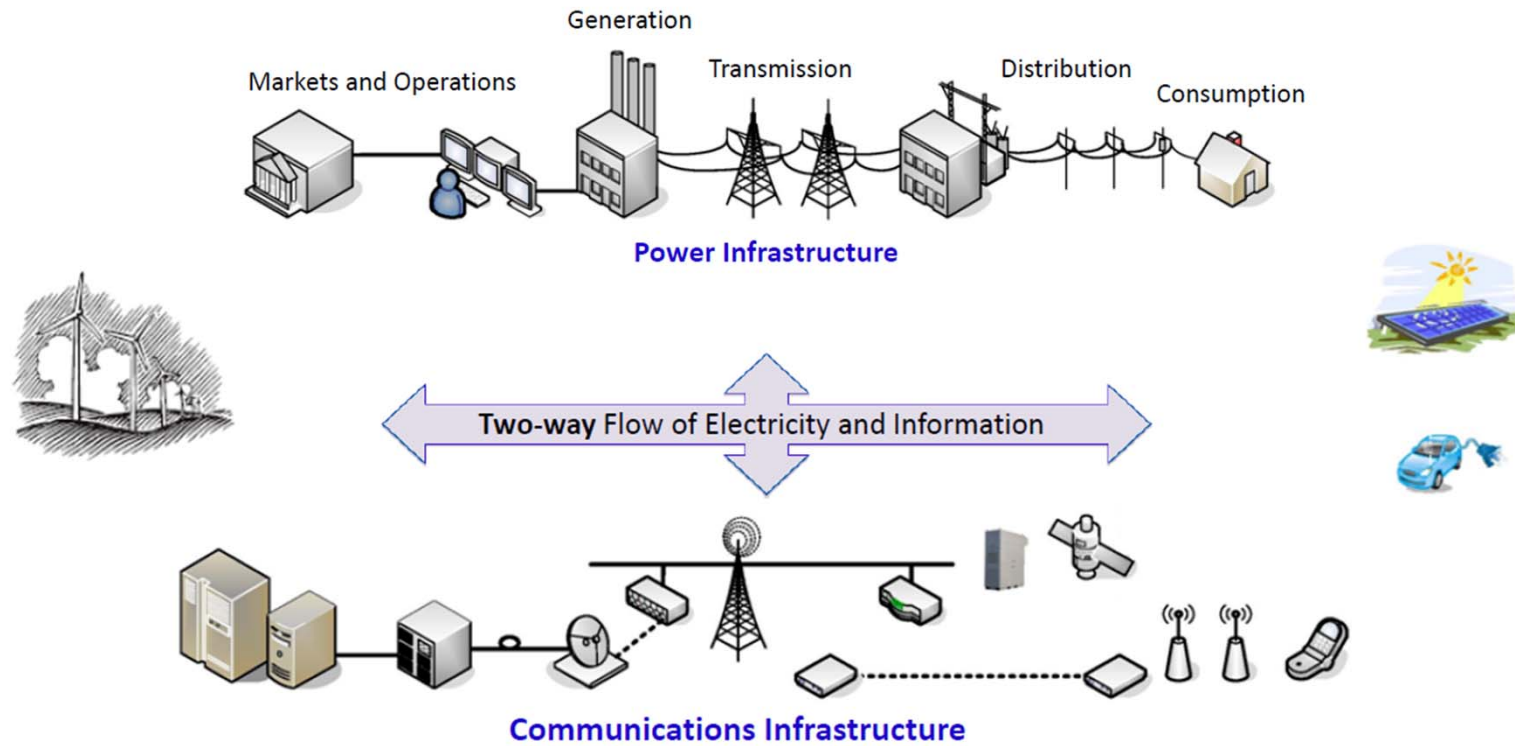 Generation
Markets and Operations
Transmission
Distribution
Consumption
Power Infrastructure
Two-way Flow of Electricity and Information
Communications Infrastructure